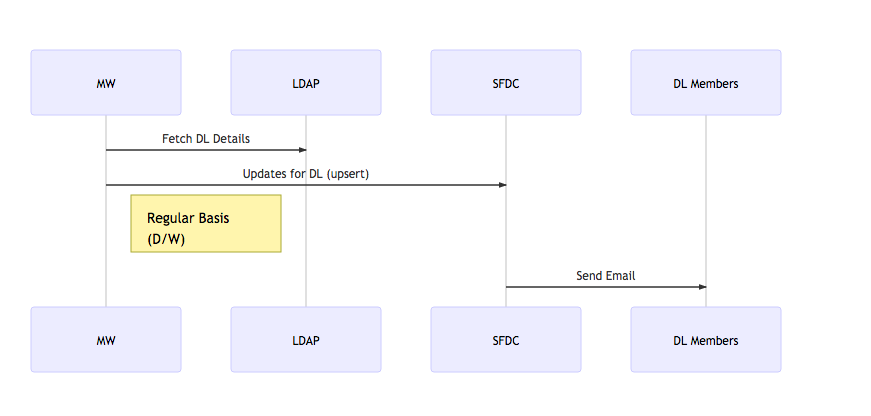 MW
LDAP
SFDC
DL Members
Fetch DL Details
Updates for DL (upsert)
Regular Basis
(D/W)
Send Email
MW
LDAP
SFDC
DL Members